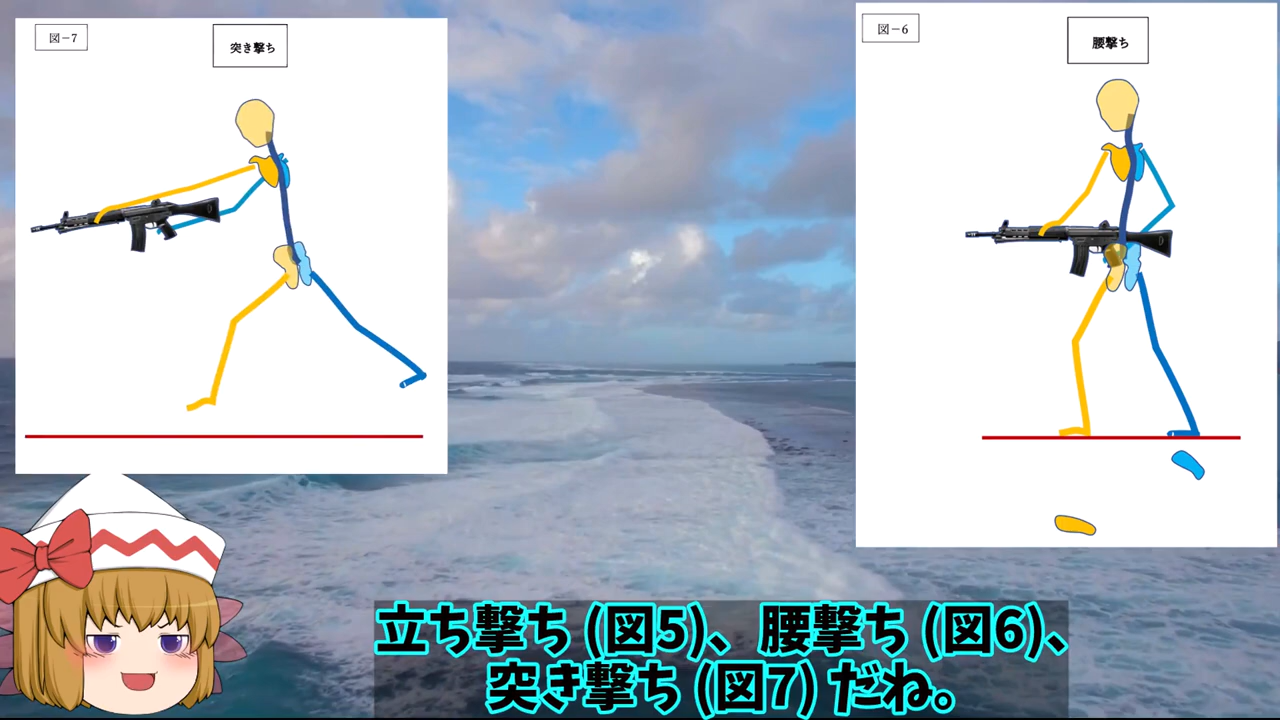 図－7
突き撃ち
図－6
腰撃ち
立ち撃ち (図5)、腰撃ち (図6)、
突き撃ち (図7) だね。